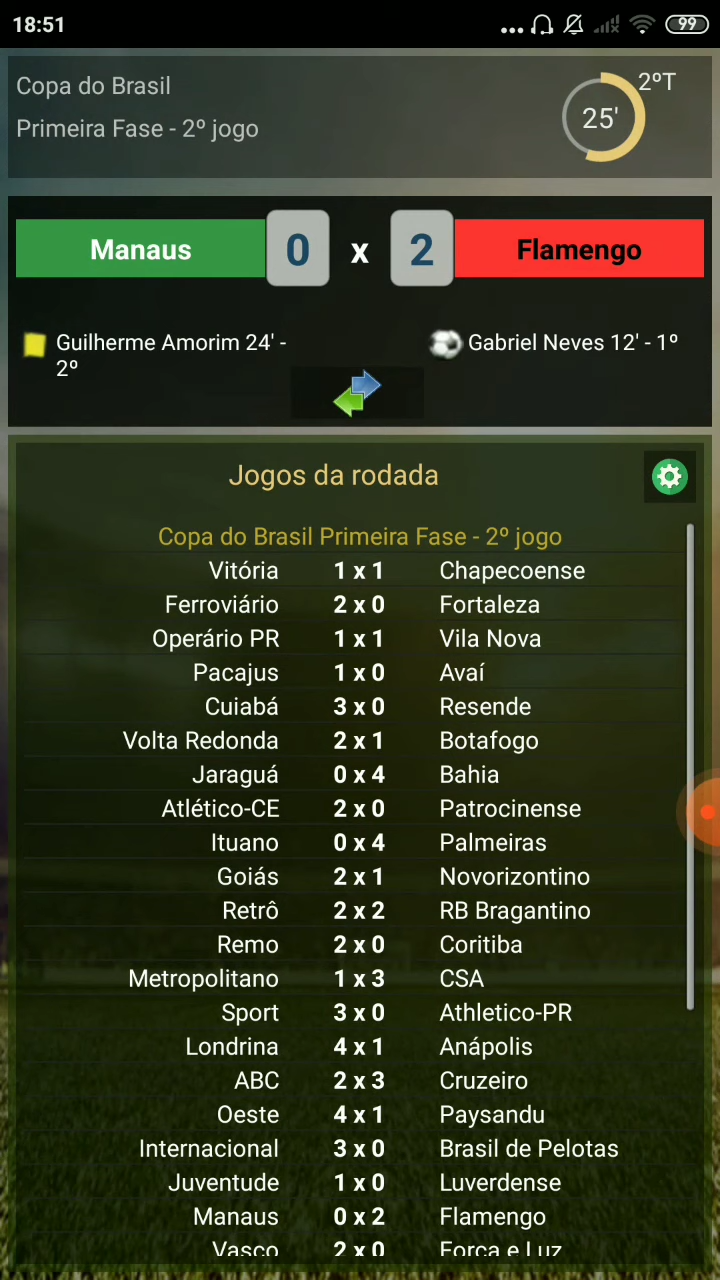 18:51
99
Copa do Brasil
Primeira Fase - 2º jogo
25'
2ºT
Manaus 0 x 2 Flamengo
Guilherme Amorim 24' -
2º
Gabriel Neves 12' - 1º
Jogos da rodada
Copa do Brasil Primeira Fase - 2º jogo
Vitória 1 x 1 Chapecoense
Ferroviário 2 x 0 Fortaleza
Operário PR 1 x 1 Vila Nova
Pacajus 1 x 0 Avaí
Cuiabá 3 x 0 Resende
Volta Redonda 2 x 1 Botafogo
Jaraguá 0 x 4 Bahia
Atlético-CE 2 x 0 Patrocinense
Ituano 0 x 4 Palmeiras
Goiás 2 x 1 Novorizontino
Retrô 2 x 2 RB Bragantino
Remo 2 x 0 Coritiba
Metropolitano 1 x 3 CSA
Sport 3 x 0 Athletico-PR
Londrina 4 x 1 Anápolis
ABC 2 x 3 Cruzeiro
Oeste 4 x 1 Paysandu
Internacional 3 x 0 Brasil de Pelotas
Juventude 1 x 0 Luverdense
Manaus 0 x 2 Flamengo
Vasco 2 x 0 Força e Luz